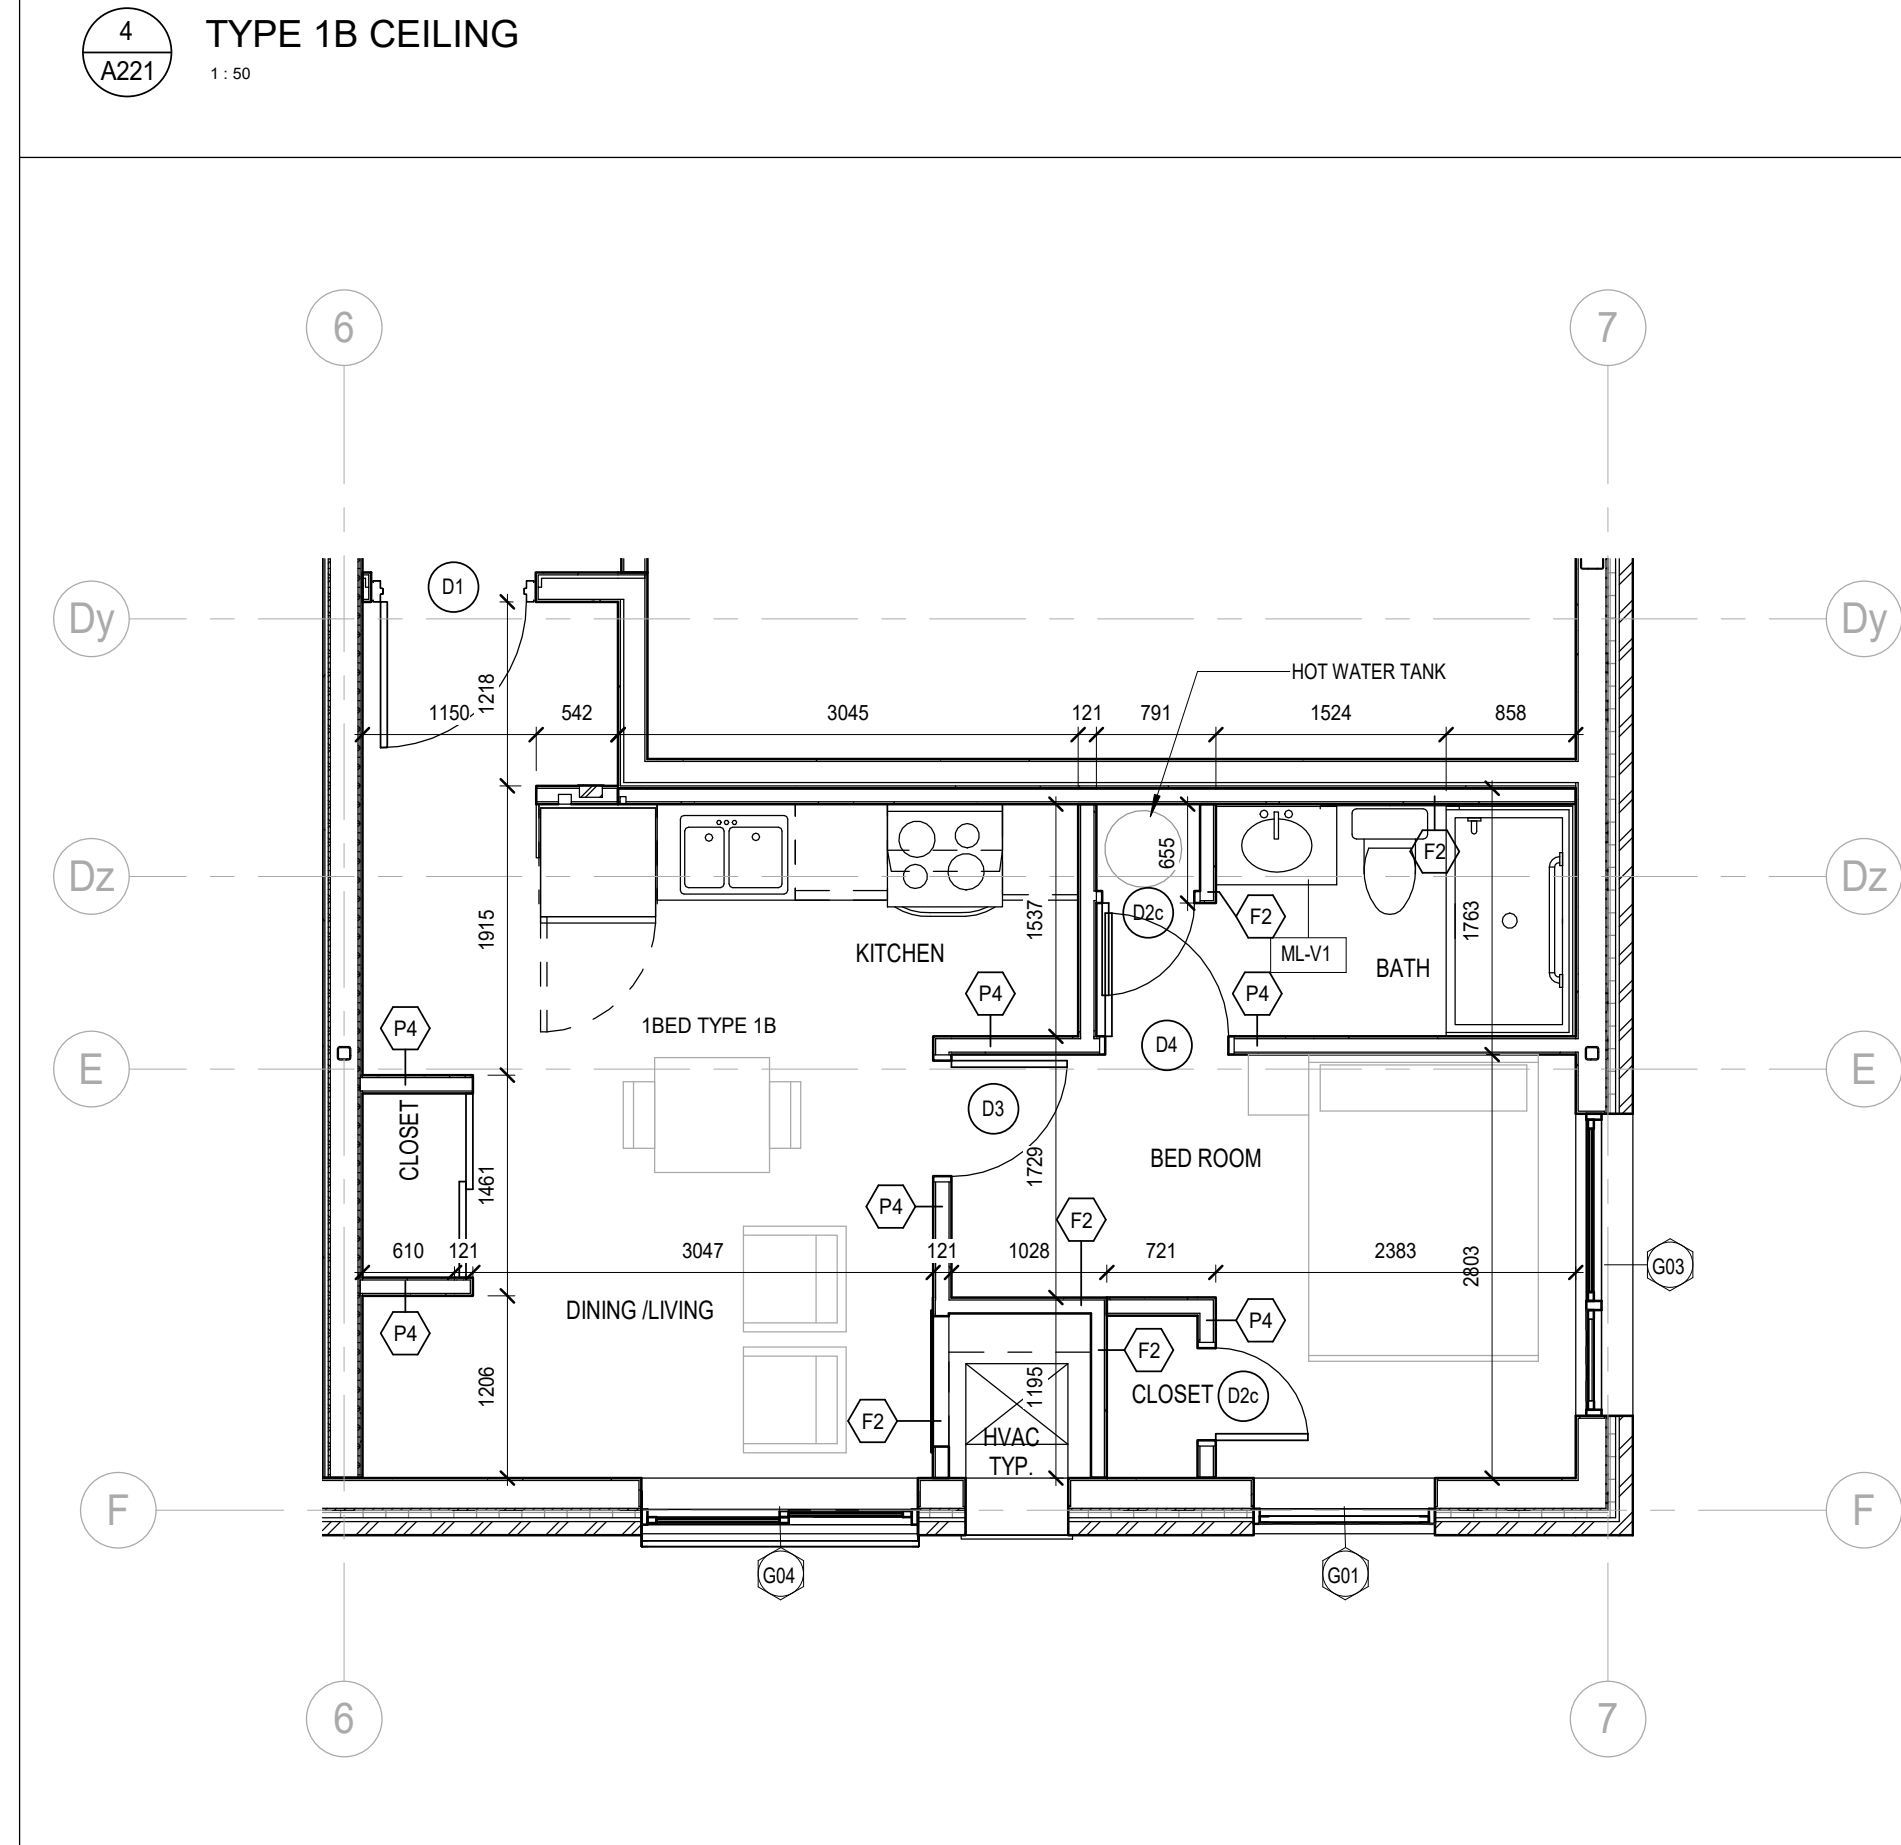 4
A221
TYPE 1B CEILING
1 : 50
6
7
D1
Dy
Dy
HOT WATER TANK
1218
1150
542
3045
121
791
1524
858
655
F2
Dz
Dz
1915
1537
D2c
F2
1763
KITCHEN
ML-V1
BATH
P4
P4
P4
1BED TYPE 1B
D4
E
E
D3
CLOSET
1461
1729
BED ROOM
P4
F2
610
121
3047
121
1028
721
2383
2803
G03
DINING /LIVING
P4
P4
F2
1206
1195
CLOSET
D2c
F2
HVAC
TYP.
F
F
G04
G01
6
7